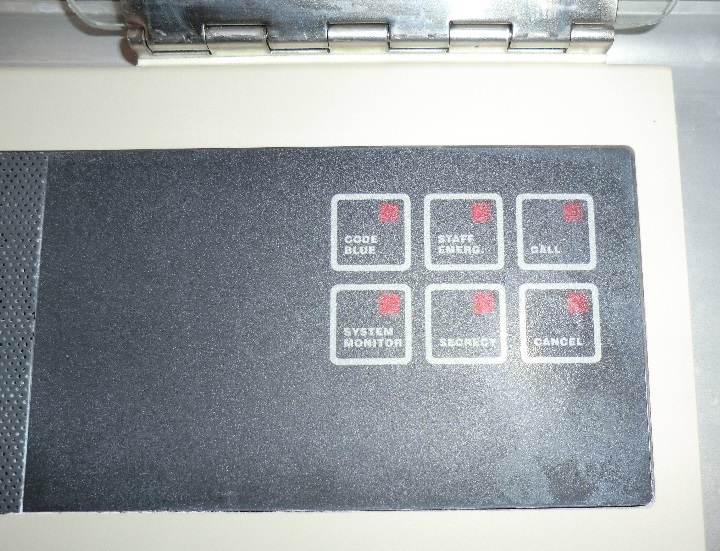 CODE
BLUE
STAFF
EMERG.
CALL
SYSTEM
MONITOR
SECRECY
CANCEL